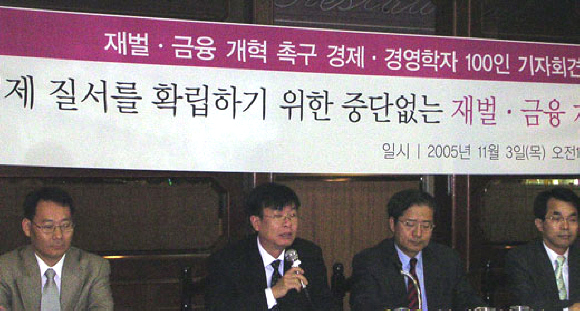 재벌·금융 개혁 촉구 경제·경영학자 100인 기자회견
제 질서를 확립하기 위한 중단없는 재벌·금융
일시 | 2005년 11월 3일(목) 오전